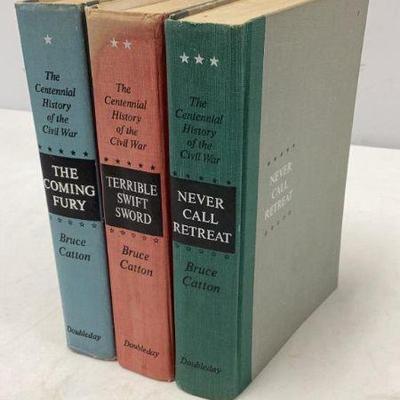 The
Centennial
History
of the
Civil War
THE
COMING
FURY
Bruce
Catton
Doubleday
The
Centennial
History
of the
Civil War
TERRIBLE
SWIFT
SWORD
Bruce
Catton
Doubleday
The
Centennial
History
of the
Civil War
NEVER
CALL
RETREAT
Bruce
Catton
Doubleday
NEVER
CALL
RETREAT